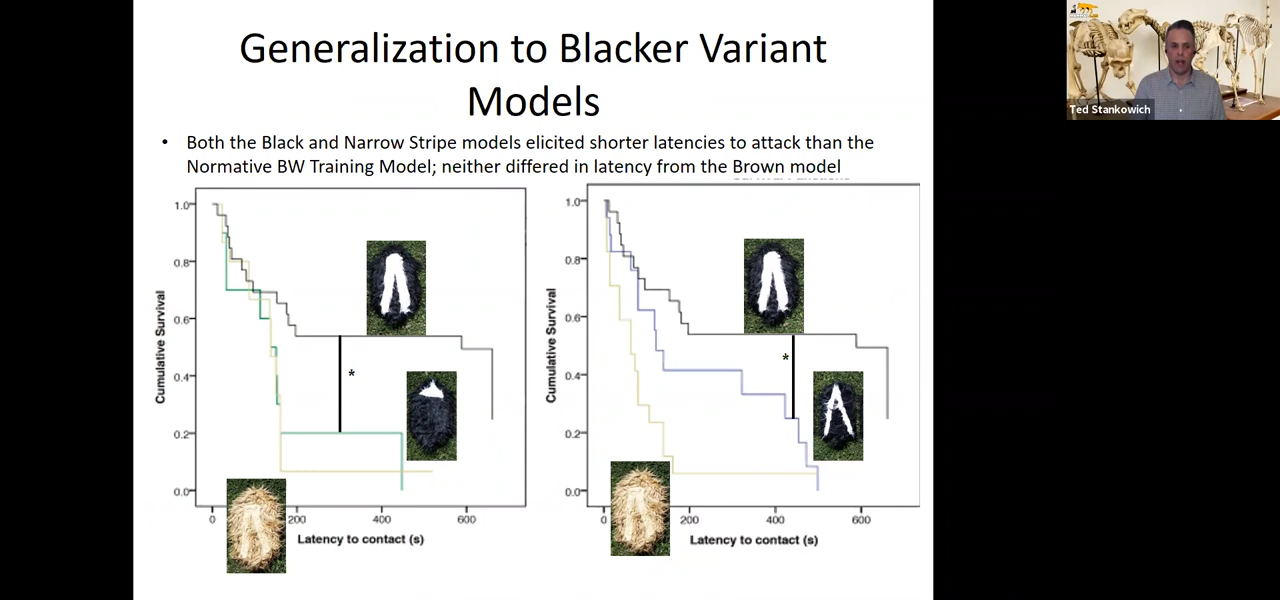 Generalization to Blacker Variant
Models
• Both the Black and Narrow Stripe models elicited shorter latencies to attack than the
Normative BW Training Model; neither differed in latency from the Brown model
Ted Stankowich
Cumulative Survival
1.0
0.8
0.6
0.4
0.2
0.0
*
0
200
400
600
Latency to contact (s)
Cumulative Survival
1.0
0.8
0.6
0.4
0.2
0.0
*
0
200
400
600
Latency to contact (s)